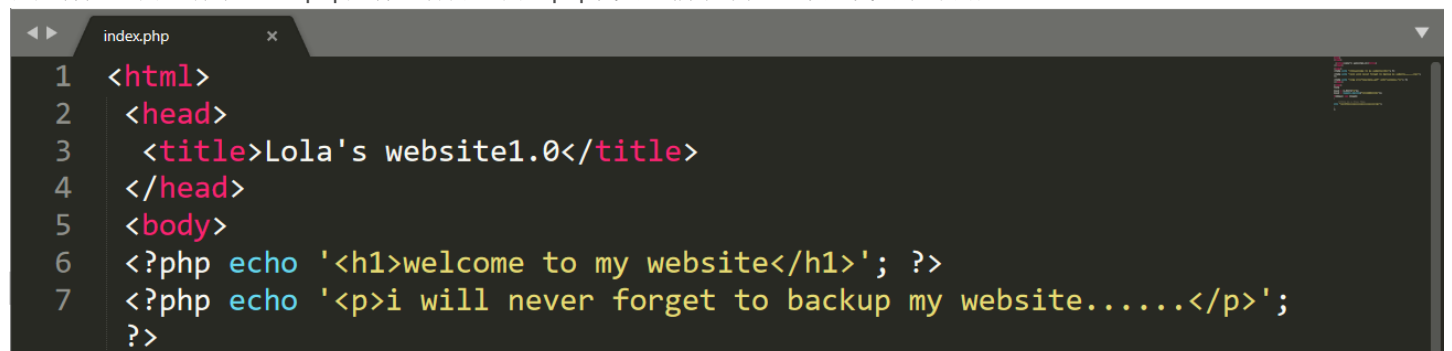 index.php ×
1 <html>
2 <head>
3 <title>Lola's website1.0</title>
4 </head>
5 <body>
6 <?php echo '<h1>welcome to my website</h1>'; ?>
7 <?php echo '<p>i will never forget to backup my website......</p>';
?>